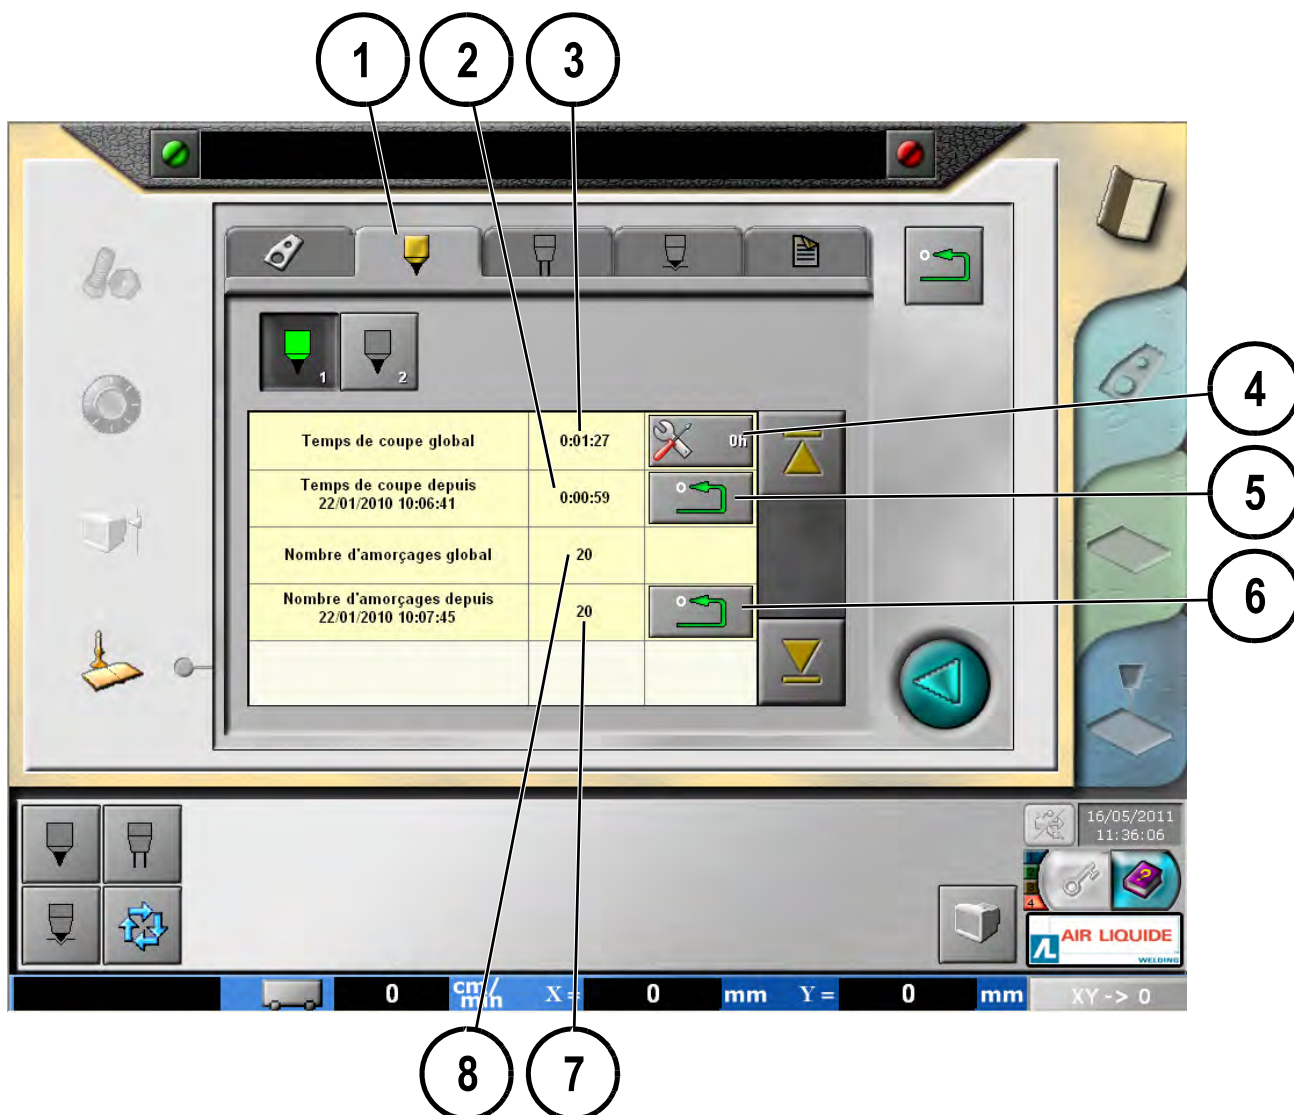 1 2 3
1 2
Temps de coupe global 0:01:27 0h
Temps de coupe depuis
22/01/2010 10:06:41 0:00:59
Nombre d'amorçages global 20
Nombre d'amorçages depuis
22/01/2010 10:07:45 20
4
5
6
16/05/2011
11:36:06
2
3
4
?
AIR LIQUIDE
WELDING
0 cm/min X = 0 mm Y = 0 mm XY -> 0
8 7